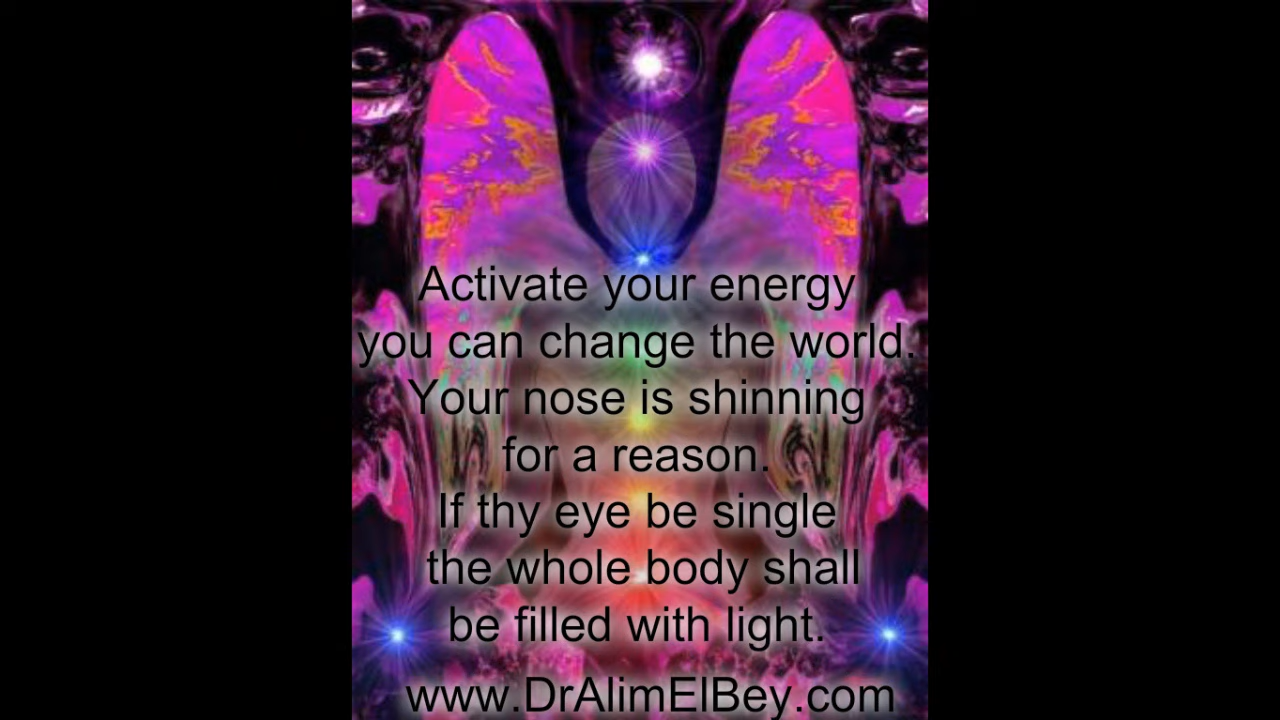 Activate your energy
you can change the world.
Your nose is shinning
for a reason.
If thy eye be single
the whole body shall
be filled with light.
www.DrAlimElBey.com